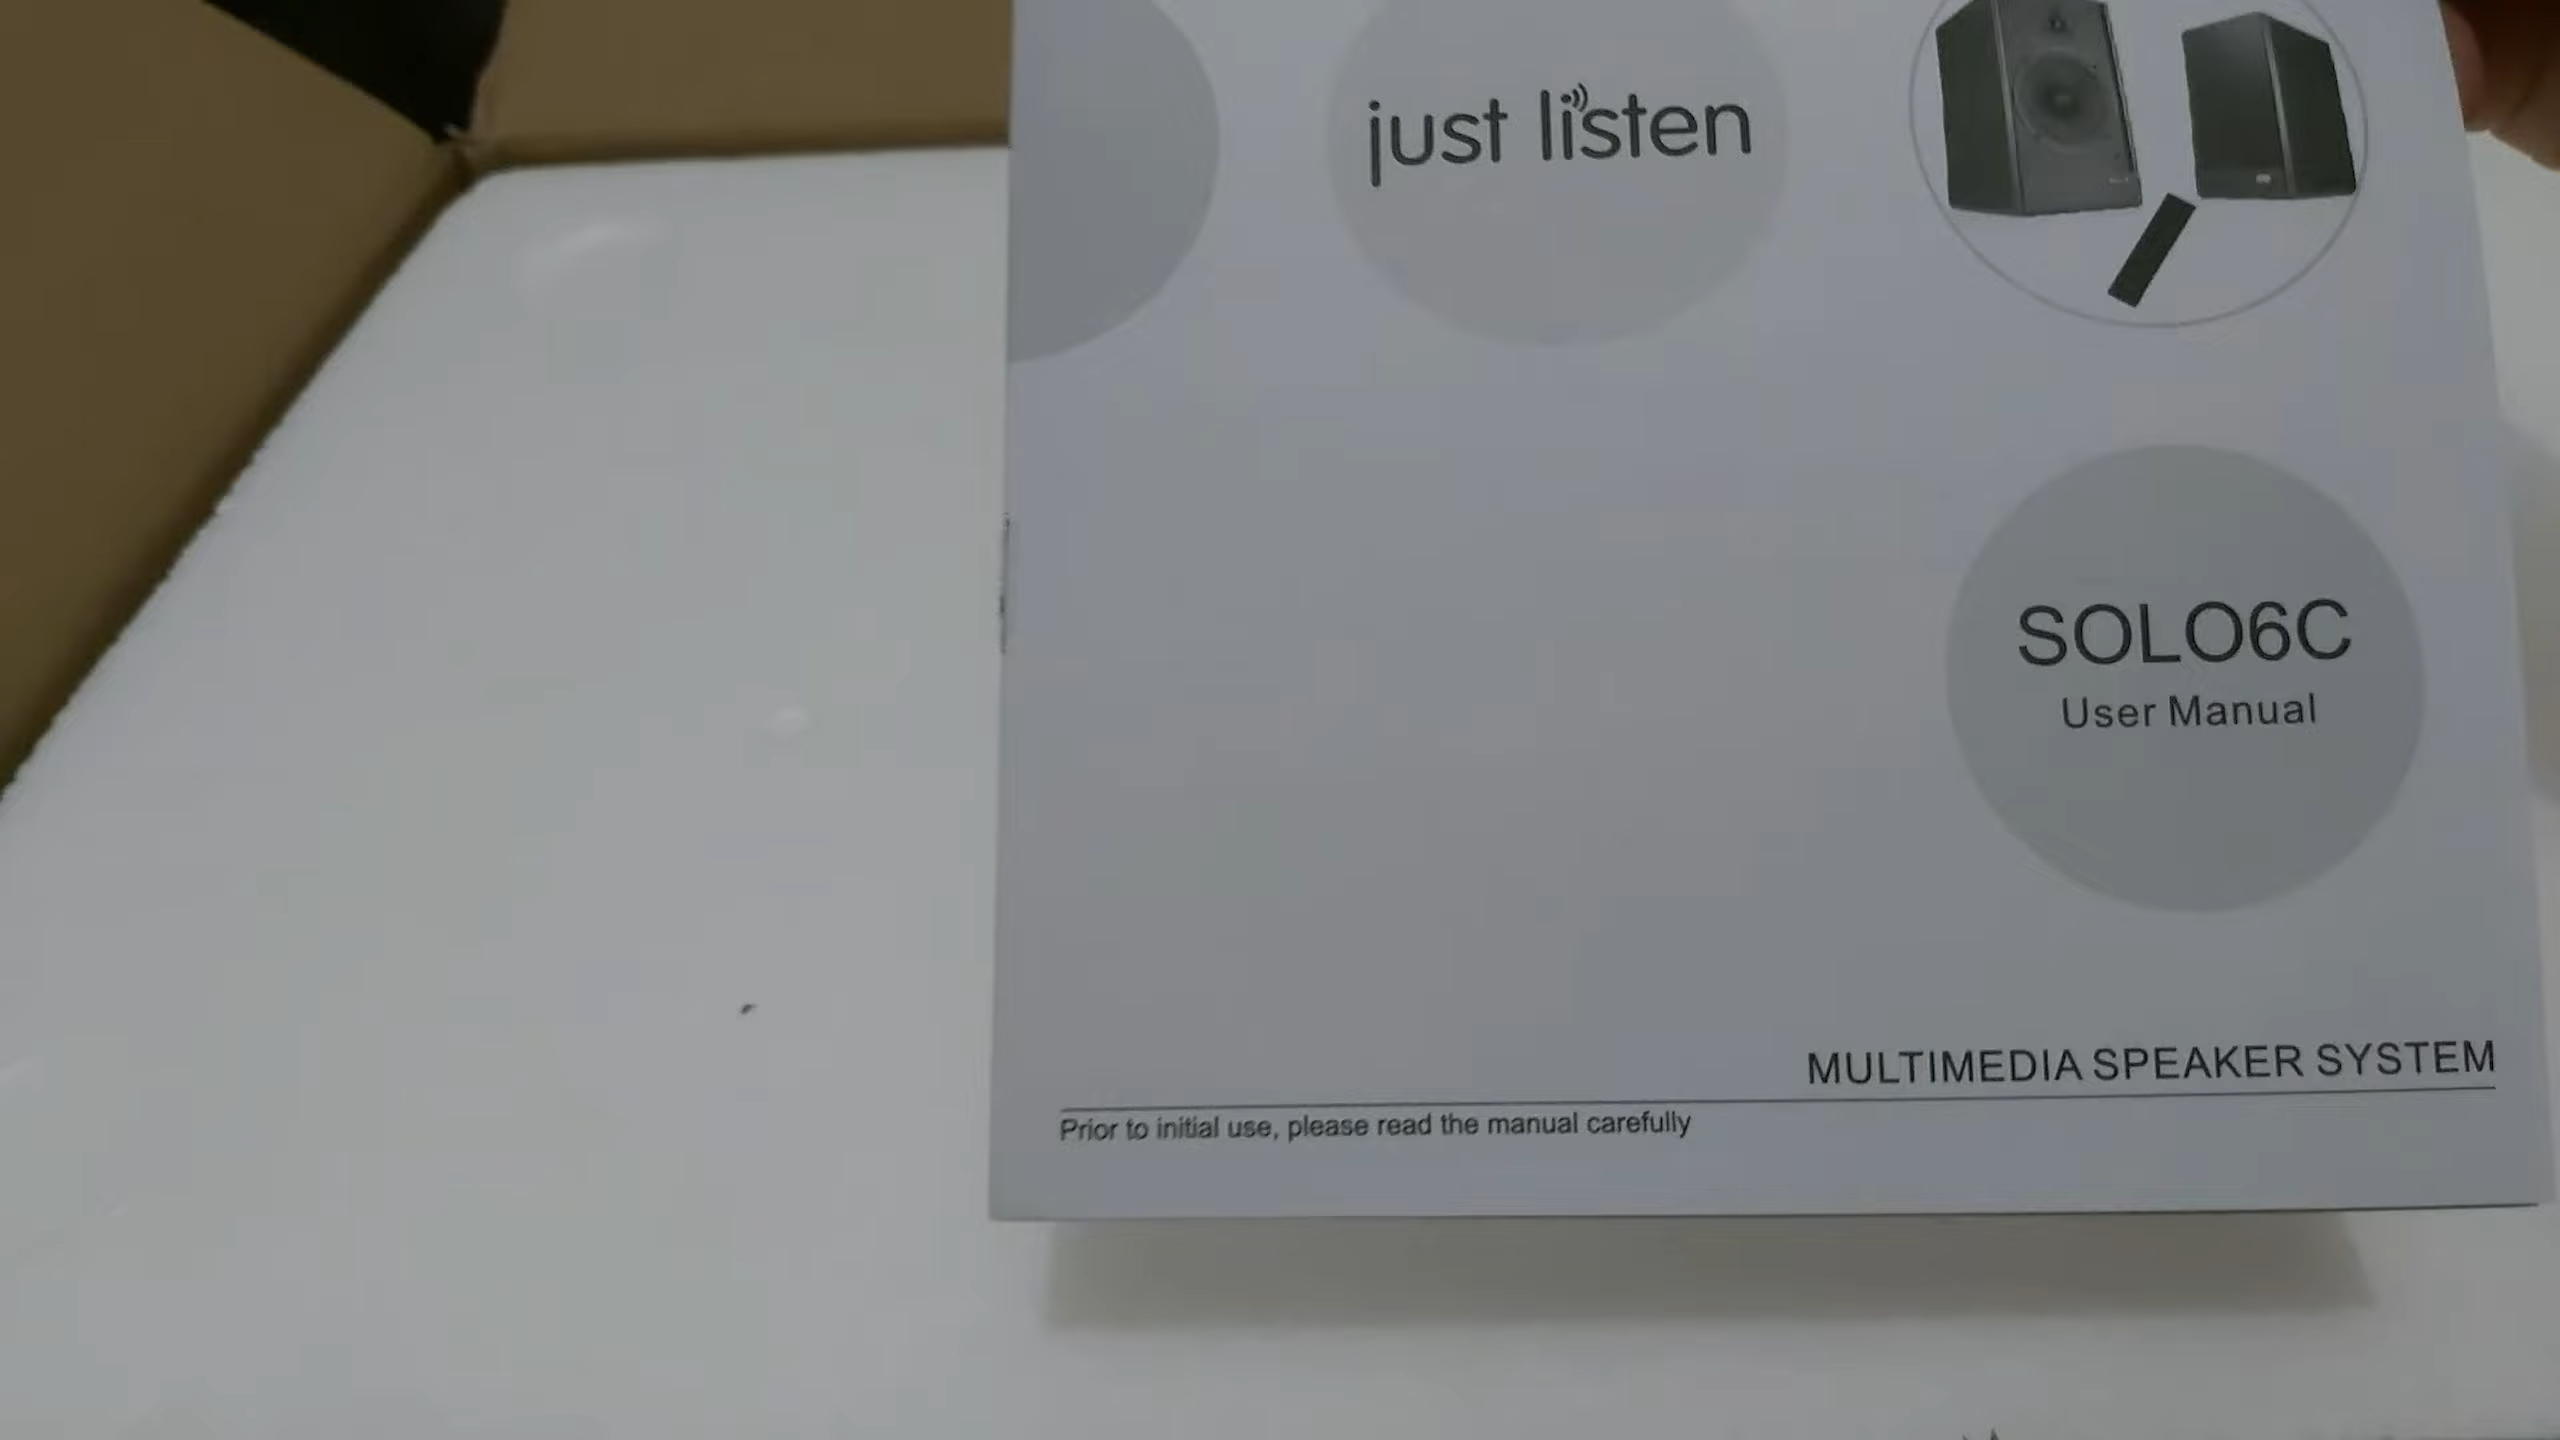 just listen
SOLO6C
User Manual
MULTIMEDIA SPEAKER SYSTEM
Prior to initial use, please read the manual carefully